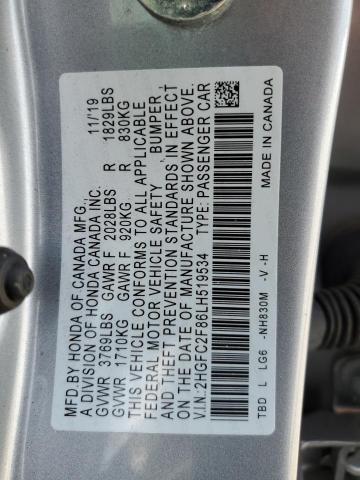 MFD.BY HONDA OF CANADA MFG., 11/19
A DIVISION OF HONDA CANADA INC.
GVWR 3769LBS GAWR F 2028LBS R 1829LBS
GVWR 1710KG GAWR F 920KG R 830KG
THIS VEHICLE CONFORMS TO ALL APPLICABLE
FEDERAL MOTOR VEHICLE SAFETY BUMPER,
AND THEFT PREVENTION STANDARDS IN EFFECT
ON THE DATE OF MANUFACTURE SHOWN ABOVE.
V.I.N.:2HGFC2F86LH519534 TYPE: PASSENGER CAR
TBD L LG6 -NH830M -V -H MADE IN CANADA